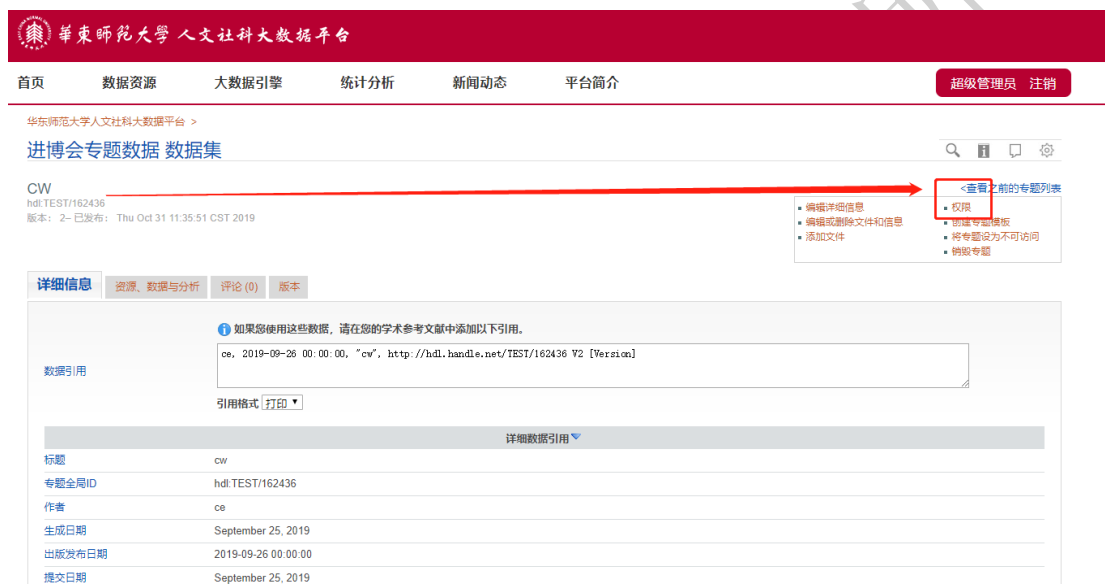 華東師范大學 人文社科大数据平台
首页 数据资源 大数据引擎 统计分析 新闻动态 平台简介 超级管理员 注销
华东师范大学人文社科大数据平台 >
进博会专题数据 数据集
CW
<查看之前的专题列表
hdl:TEST/162436
版本: 2– 已发布: Thu Oct 31 11:35:51 CST 2019
编辑详细信息 权限
编辑或删除文件和信息 创建专题模板
添加文件 将专题设为不可访问
销毁专题
详细信息 资源、数据与分析 评论 (0) 版本
如果您使用这些数据，请在您的学术参考文献中添加以下引用。
数据引用
ce, 2019-09-26 00:00:00, "cw", http://hdl.handle.net/TEST/162436 V2 [Version]
引用格式 打印
详细数据引用
标题 cw
专题全局ID hdl:TEST/162436
作者 ce
生成日期 September 25, 2019
出版发布日期 2019-09-26 00:00:00
提交日期 September 25, 2019